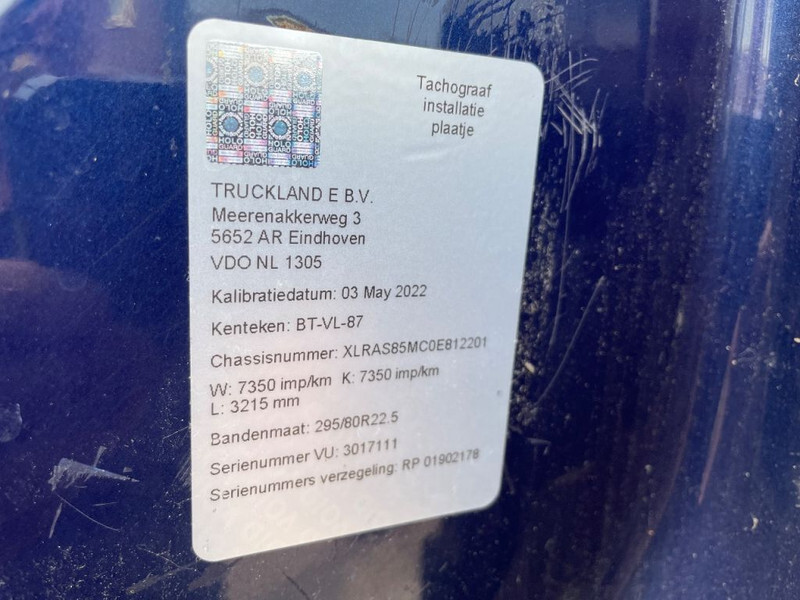 Tachograaf
installatie
plaatje
HOLO
GUARD
TRUCKLAND E B.V.
Meerenakkerweg 3
5652 AR Eindhoven
VDO NL 1305
Kalibratiedatum: 03 May 2022
Kenteken: BT-VL-87
Chassisnummer: XLRAS85MC0E812201
W: 7350 imp/km K: 7350 imp/km
L: 3215 mm
Bandenmaat: 295/80R22.5
Serienummer VU: 3017111
Serienummers verzegeling: RP 01902178